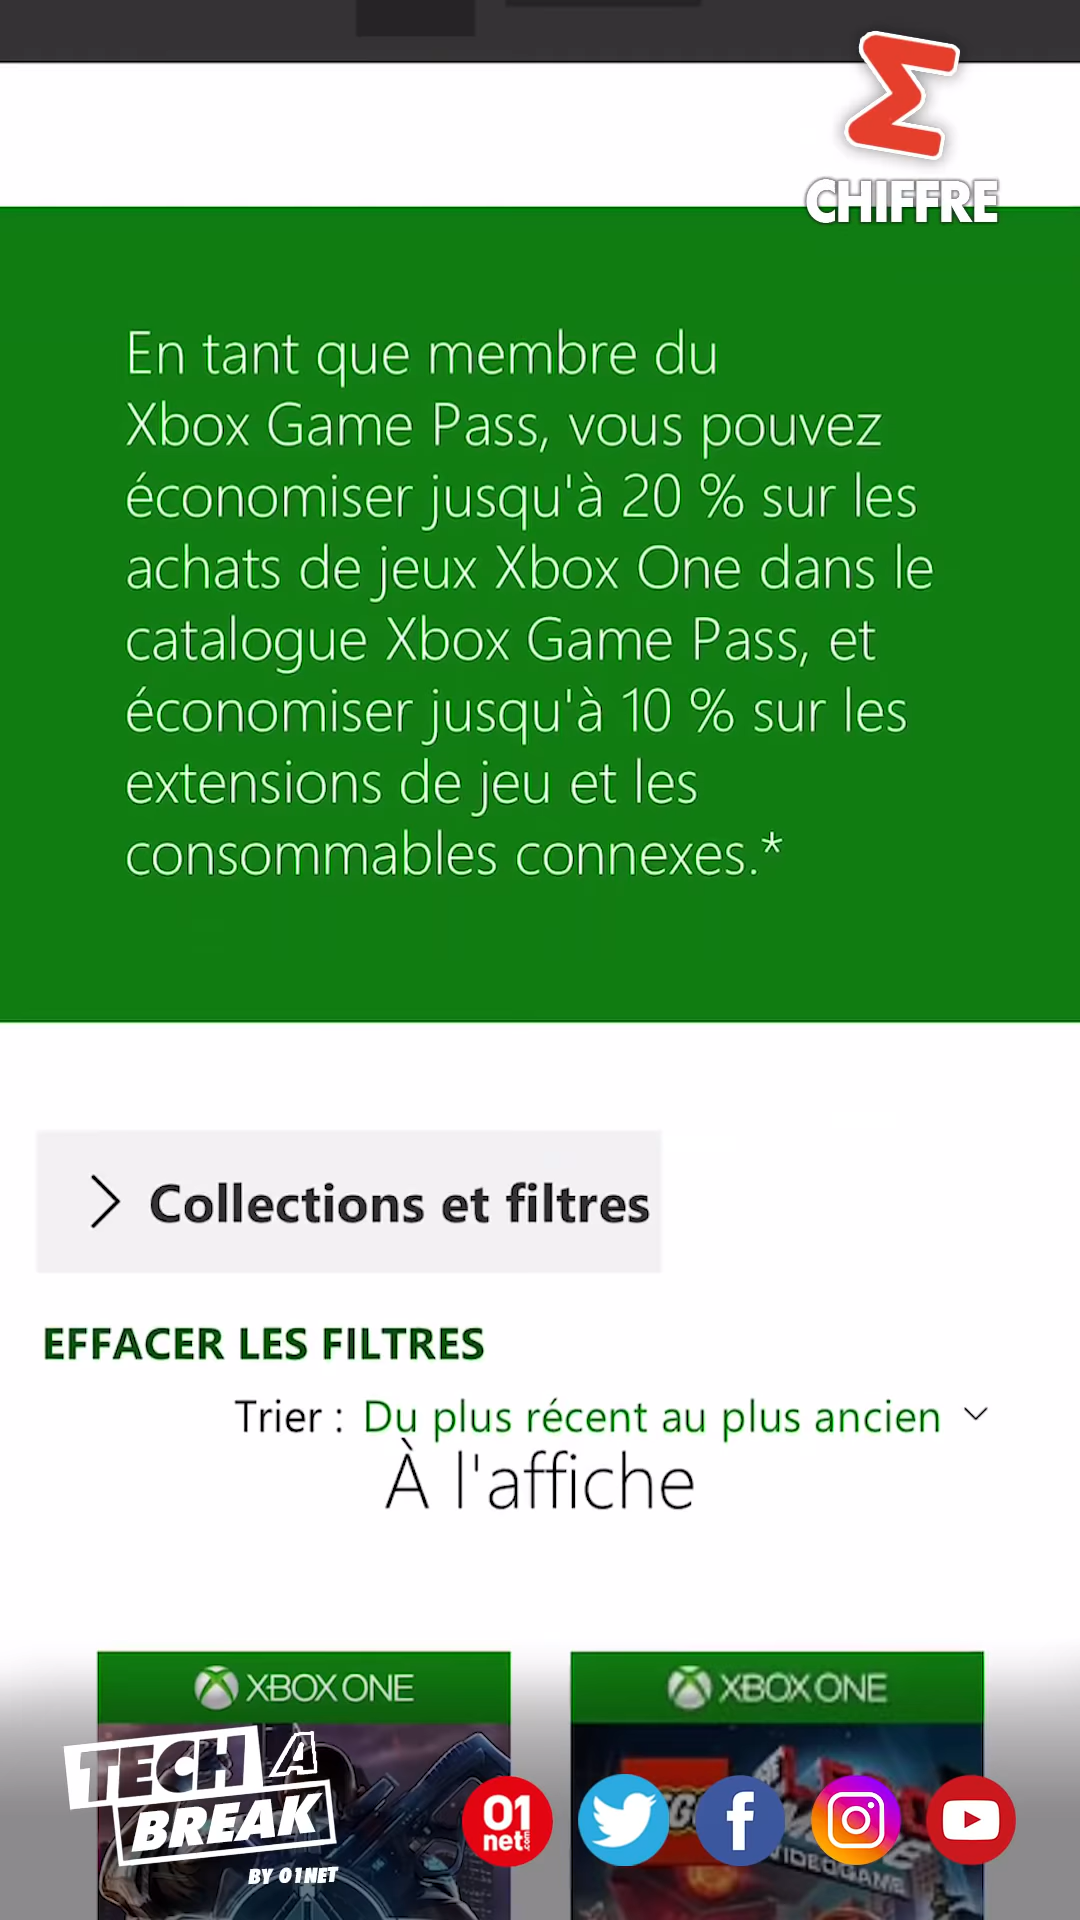 CHIFFRE
En tant que membre du
Xbox Game Pass, vous pouvez
économiser jusqu'à 20 % sur les
achats de jeux Xbox One dans le
catalogue Xbox Game Pass, et
économiser jusqu'à 10 % sur les
extensions de jeu et les
consommables connexes.*
Collections et filtres
EFFACER LES FILTRES
Trier : Du plus récent au plus ancien
À l'affiche
XBOX ONE
XBOX ONE
TECH A
BREAK
BY 01NET
01
net.com
VIDEOGAME